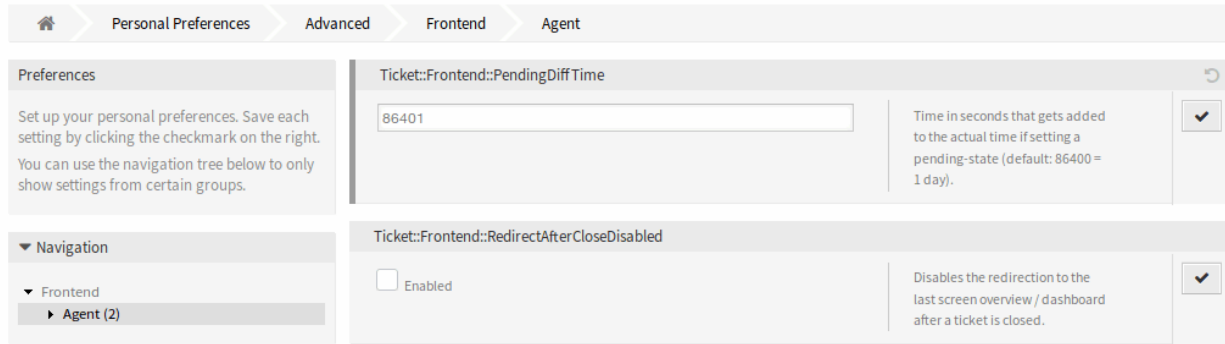 Personal Preferences Advanced Frontend Agent
Preferences
Set up your personal preferences. Save each
setting by clicking the checkmark on the right.
You can use the navigation tree below to only
show settings from certain groups.
Navigation
Frontend
Agent (2)
Ticket::Frontend::PendingDiffTime
86401
Time in seconds that gets added
to the actual time if setting a
pending-state (default: 86400 =
1 day).
Ticket::Frontend::RedirectAfterCloseDisabled
Enabled
Disables the redirection to the
last screen overview / dashboard
after a ticket is closed.